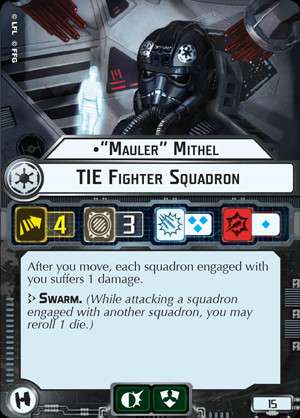 © LFL © FFG
•"Mauler" Mithel
TIE Fighter Squadron
4 3
After you move, each squadron engaged with
you suffers 1 damage.
Swarm. (While attacking a squadron
engaged with another squadron, you may
reroll 1 die.)
15